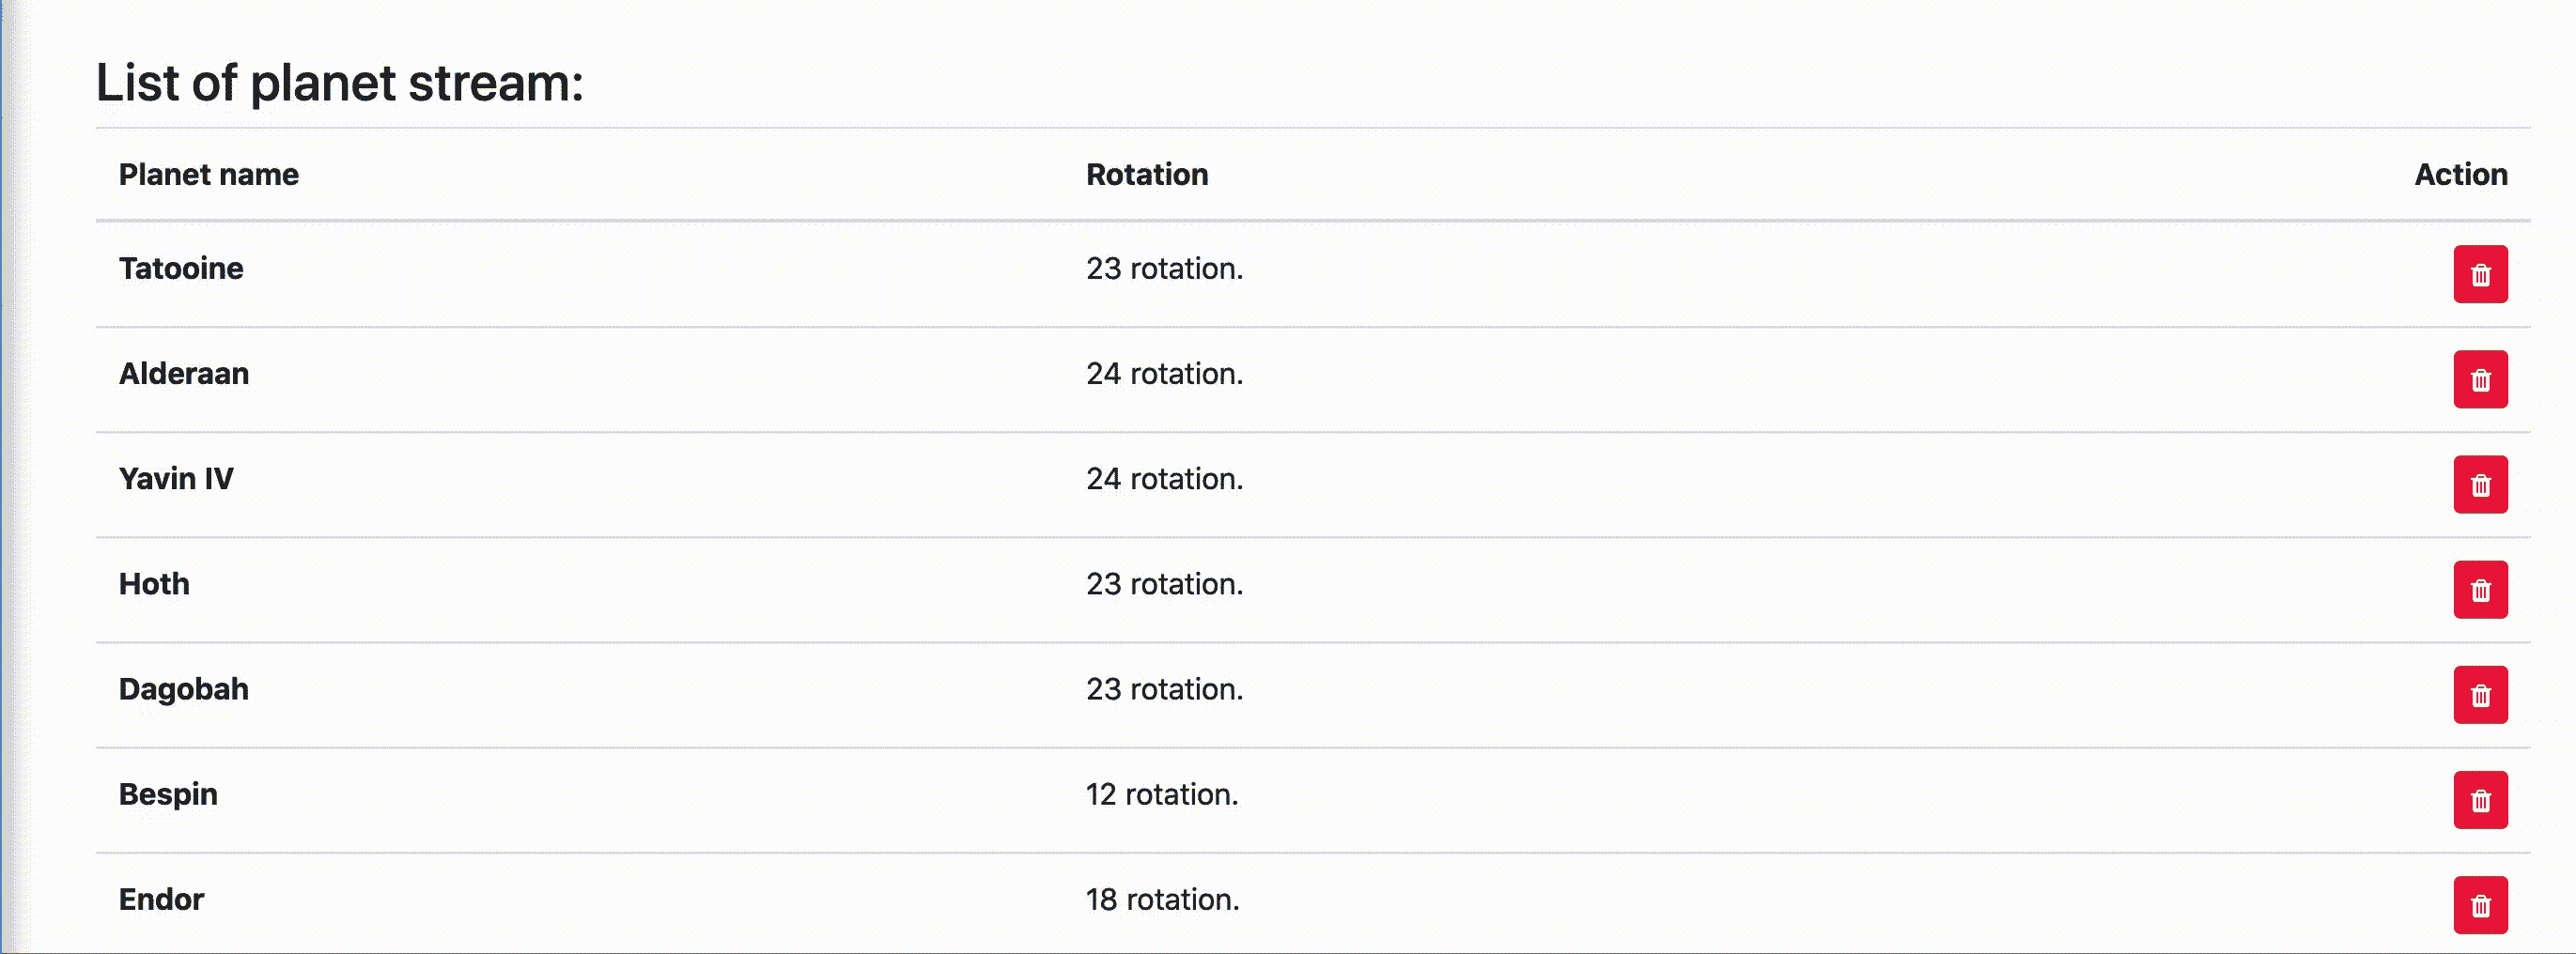 List of planet stream:
Planet name Rotation Action
Tatooine 23 rotation.
Alderaan 24 rotation.
Yavin IV 24 rotation.
Hoth 23 rotation.
Dagobah 23 rotation.
Bespin 12 rotation.
Endor 18 rotation.